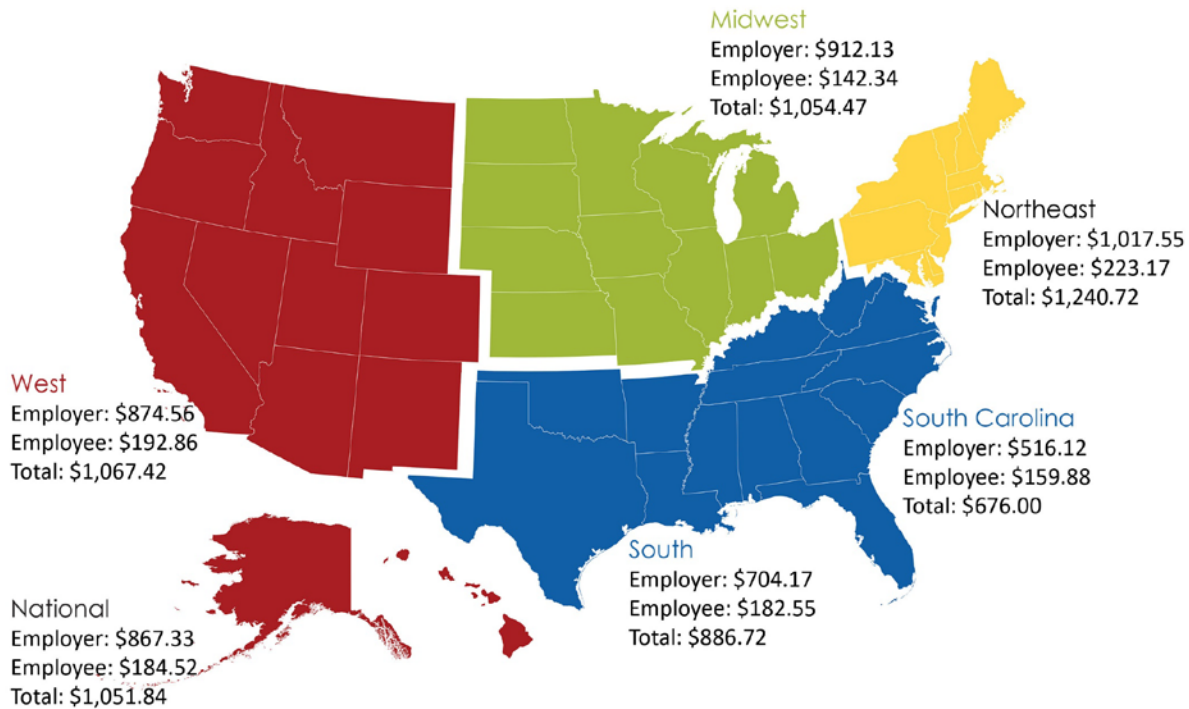 Midwest
Employer: $912.13
Employee: $142.34
Total: $1,054.47
Northeast
Employer: $1,017.55
Employee: $223.17
Total: $1,240.72
West
Employer: $874.56
Employee: $192.86
Total: $1,067.42
South Carolina
Employer: $516.12
Employee: $159.88
Total: $676.00
South
Employer: $704.17
Employee: $182.55
Total: $886.72
National
Employer: $867.33
Employee: $184.52
Total: $1,051.84